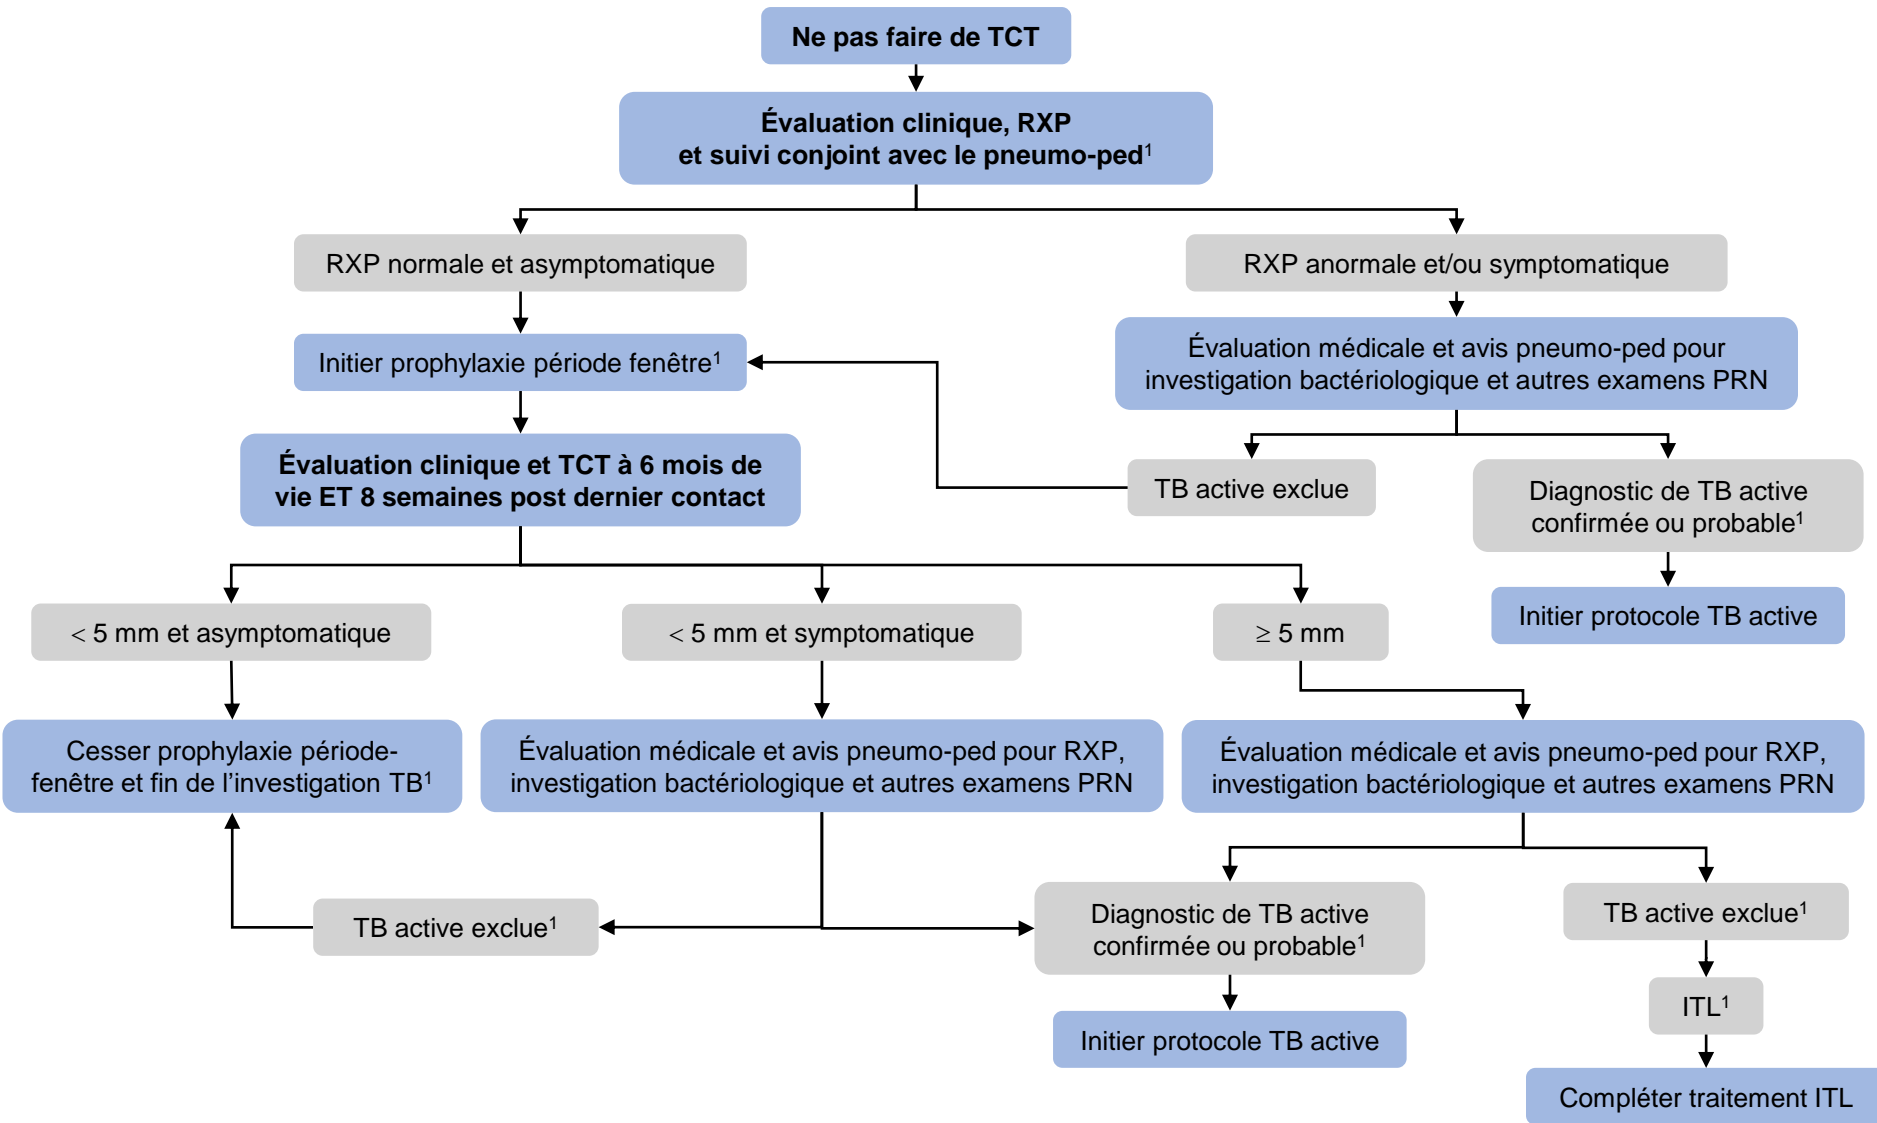 Ne pas faire de TCT
Évaluation clinique, RXP
et suivi conjoint avec le pneumo-ped¹
RXP normale et asymptomatique
RXP anormale et/ou symptomatique
Initier prophylaxie période fenêtre¹
Évaluation médicale et avis pneumo-ped pour
investigation bactériologique et autres examens PRN
Évaluation clinique et TCT à 6 mois de
vie ET 8 semaines post dernier contact
TB active exclue
Diagnostic de TB active
confirmée ou probable¹
Initier protocole TB active
< 5 mm et asymptomatique
< 5 mm et symptomatique
≥ 5 mm
Cesser prophylaxie période-
fenêtre et fin de l’investigation TB¹
Évaluation médicale et avis pneumo-ped pour RXP,
investigation bactériologique et autres examens PRN
Évaluation médicale et avis pneumo-ped pour RXP,
investigation bactériologique et autres examens PRN
TB active exclue¹
Diagnostic de TB active
confirmée ou probable¹
TB active exclue¹
Initier protocole TB active
ITL¹
Compléter traitement ITL